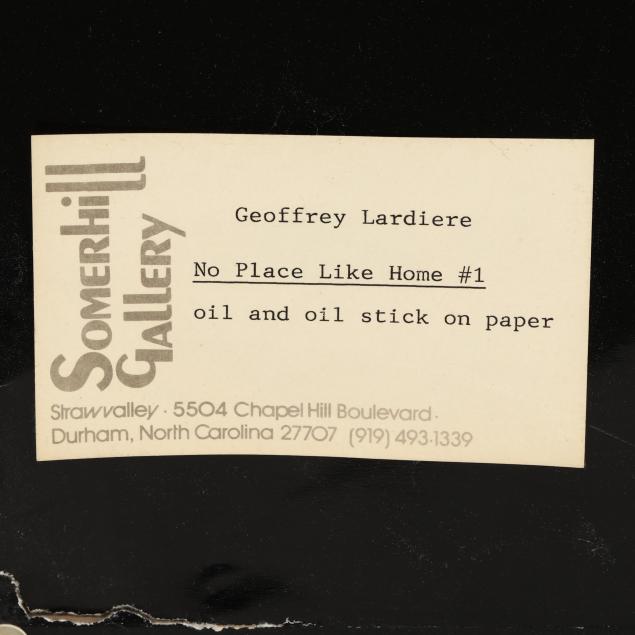 SOMERHILL
GALLERY
Geoffrey Lardiere
No Place Like Home #1
oil and oil stick on paper
Strawvalley · 5504 Chapel Hill Boulevard ·
Durham, North Carolina 27707 (919) 493-1339